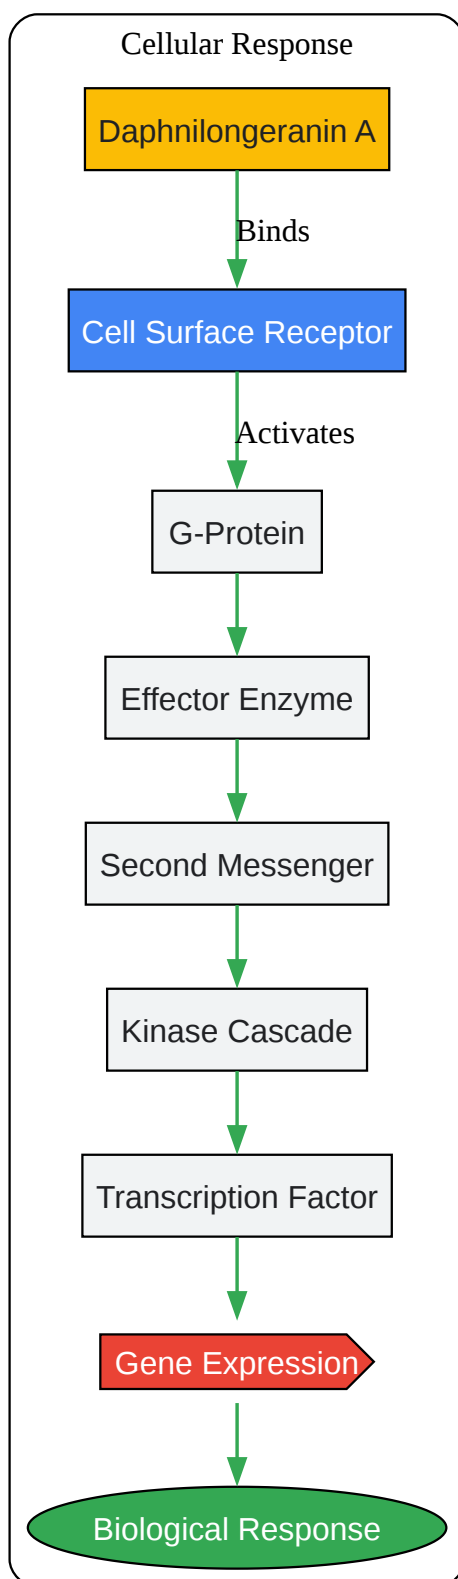 Cellular Response
Daphnilongeranin A
Binds
Cell Surface Receptor
Activates
G-Protein
Effector Enzyme
Second Messenger
Kinase Cascade
Transcription Factor
Gene Expression
Biological Response